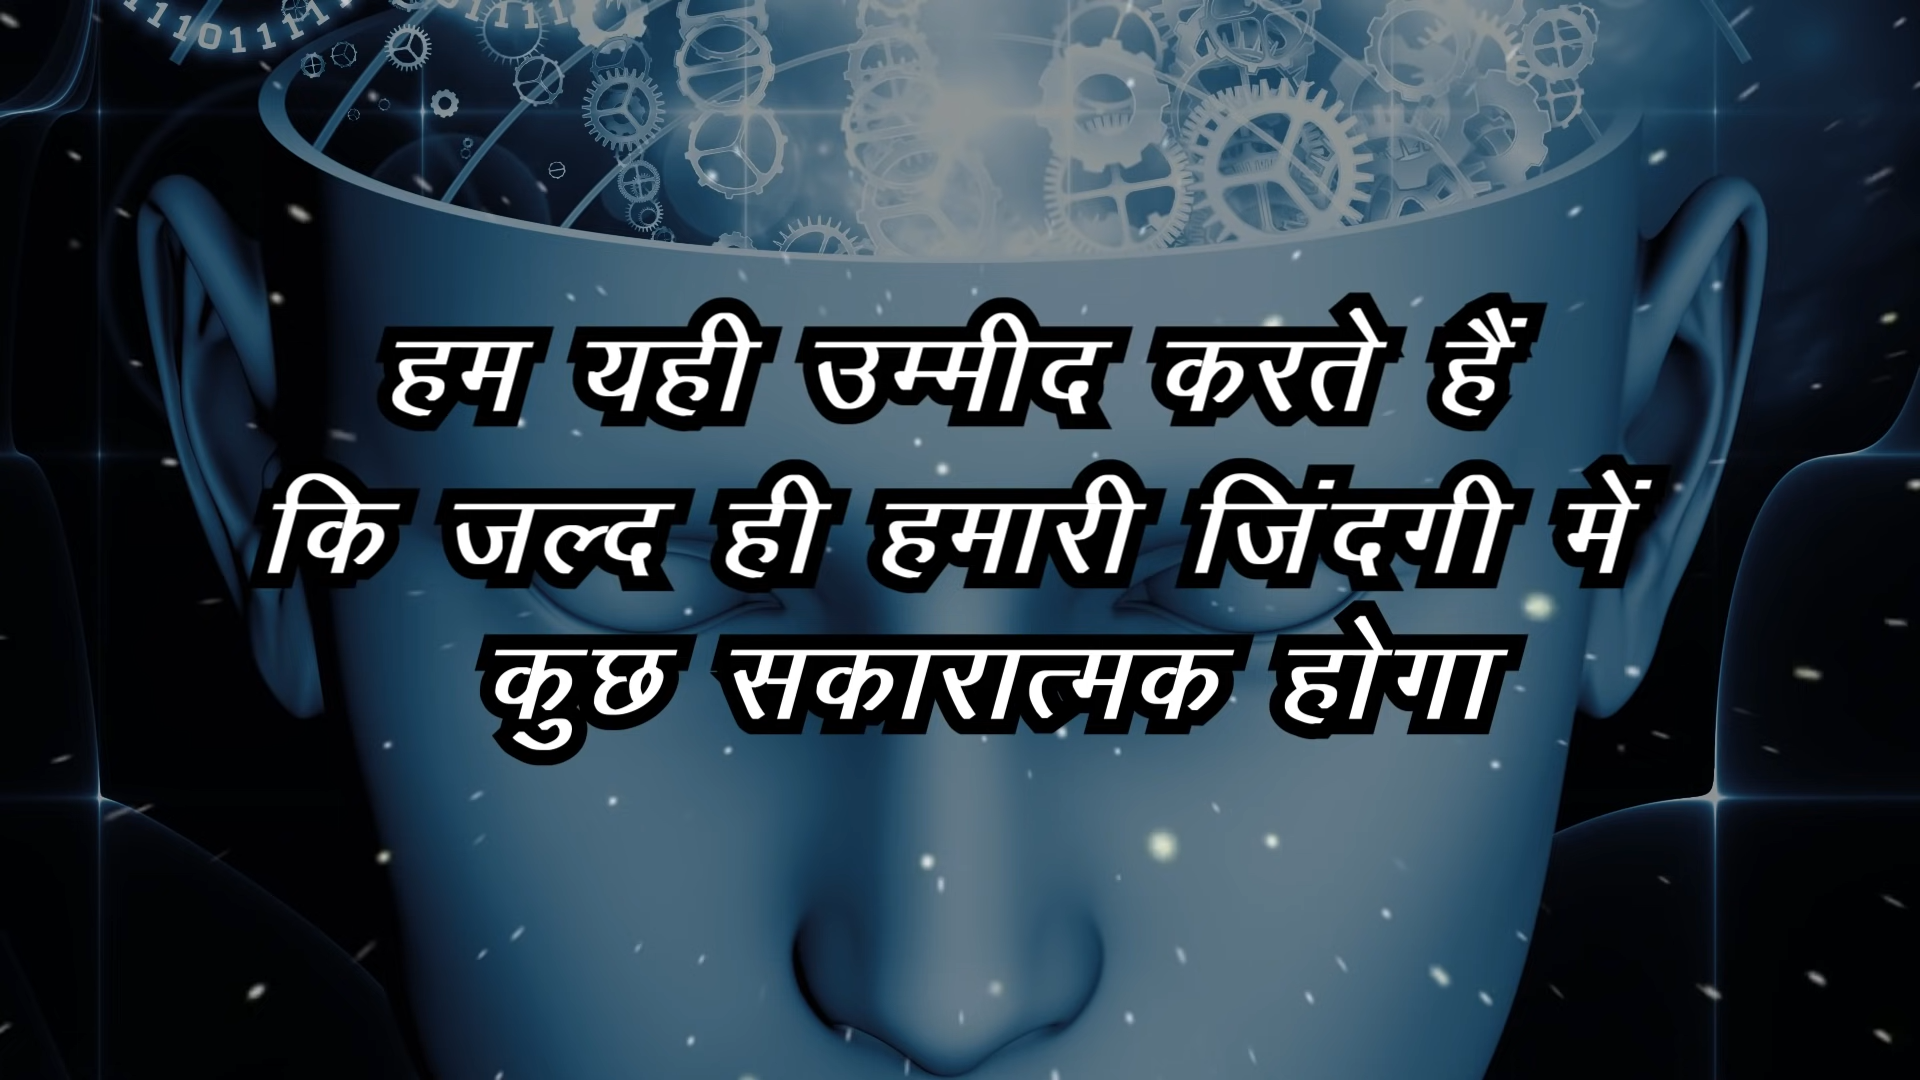 हम यही उम्मीद करते हैं
कि जल्द ही हमारी जिंदगी में
कुछ सकारात्मक होगा